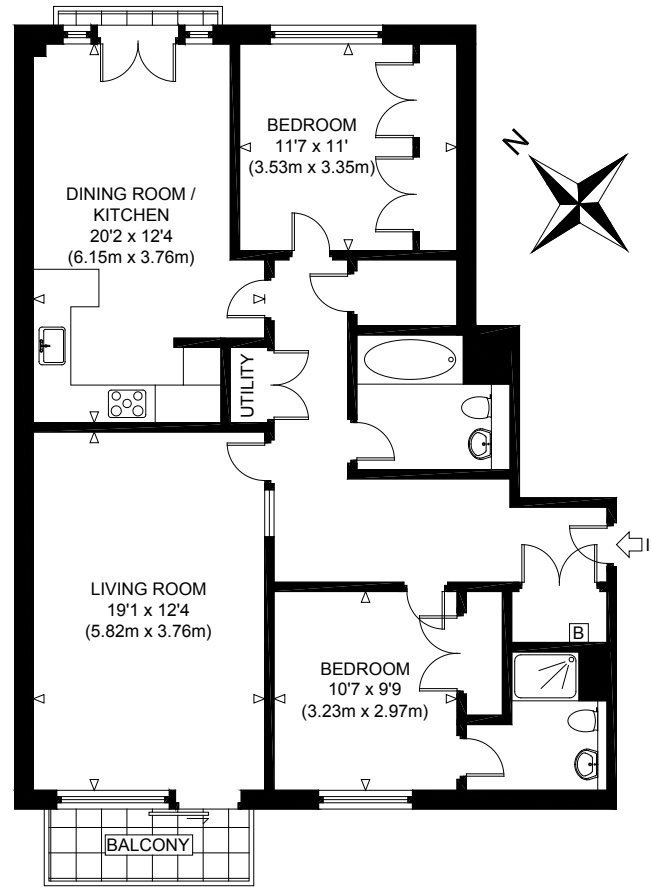 BEDROOM
11'7 x 11'
(3.53m x 3.35m)
N
DINING ROOM /
KITCHEN
20'2 x 12'4
(6.15m x 3.76m)
UTILITY
LIVING ROOM
19'1 x 12'4
(5.82m x 3.76m)
B
BEDROOM
10'7 x 9'9
(3.23m x 2.97m)
BALCONY